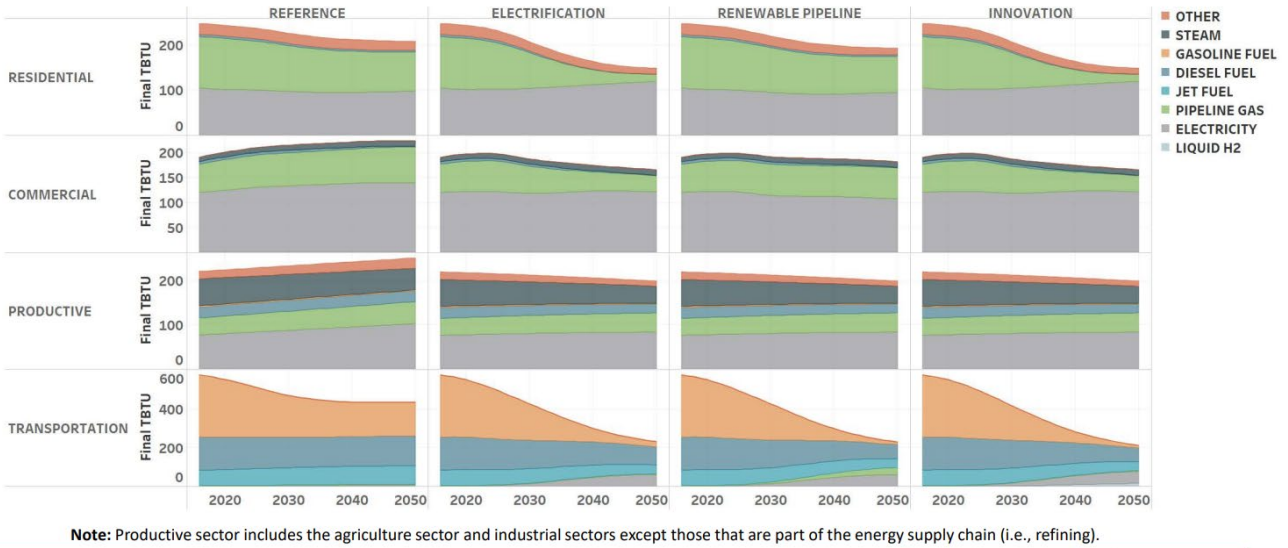 REFERENCE ELECTRIFICATION RENEWABLE PIPELINE INNOVATION
OTHER
STEAM
GASOLINE FUEL
DIESEL FUEL
JET FUEL
PIPELINE GAS
ELECTRICITY
LIQUID H2
RESIDENTIAL
Final TBTU
200
100
0
COMMERCIAL
Final TBTU
200
150
100
50
PRODUCTIVE
Final TBTU
200
100
0
TRANSPORTATION
Final TBTU
600
400
200
0
2020 2030 2040 2050 2020 2030 2040 2050 2020 2030 2040 2050 2020 2030 2040 2050
Note: Productive sector includes the agriculture sector and industrial sectors except those that are part of the energy supply chain (i.e., refining).